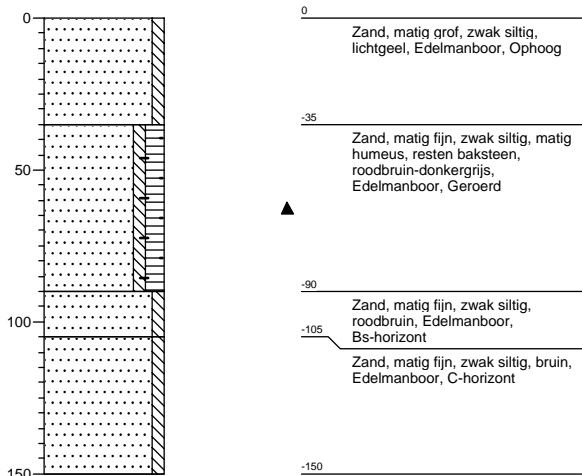 0
50
100
150
0
Zand, matig grof, zwak siltig,
lichtgeel, Edelmanboor, Ophoog
-35
Zand, matig fijn, zwak siltig, matig
humeus, resten baksteen,
roodbruin-donkergrijs,
Edelmanboor, Geroerd
-90
Zand, matig fijn, zwak siltig,
roodbruin, Edelmanboor,
Bs-horizont
-105
Zand, matig fijn, zwak siltig, bruin,
Edelmanboor, C-horizont
-150